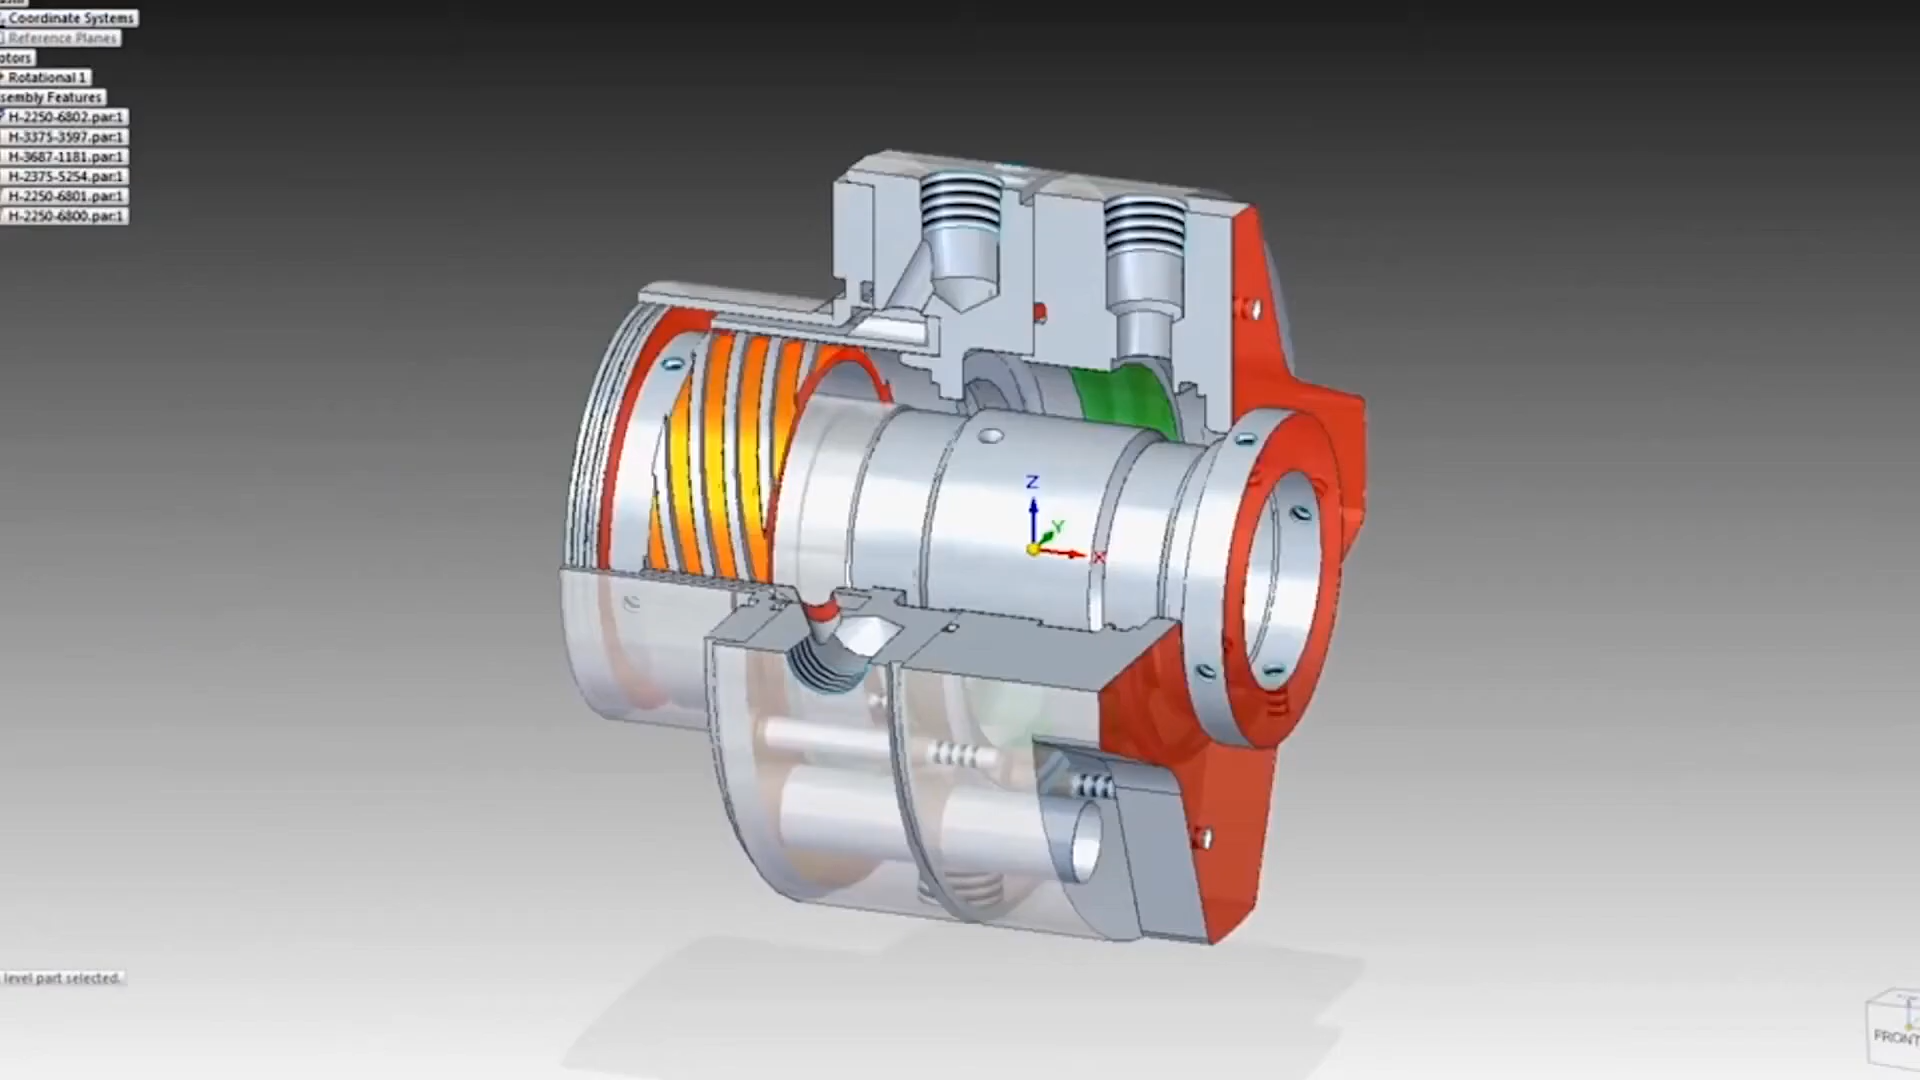 Coordinate Systems
Reference Planes
otors
Rotational 1
sembly Features
H-2250-6802.par:1
H-3375-3597.par:1
H-3687-1181.par:1
H-2375-5254.par:1
H-2250-6801.par:1
H-2250-6800.par:1
Z
Y
X
level part selected.
FRONT